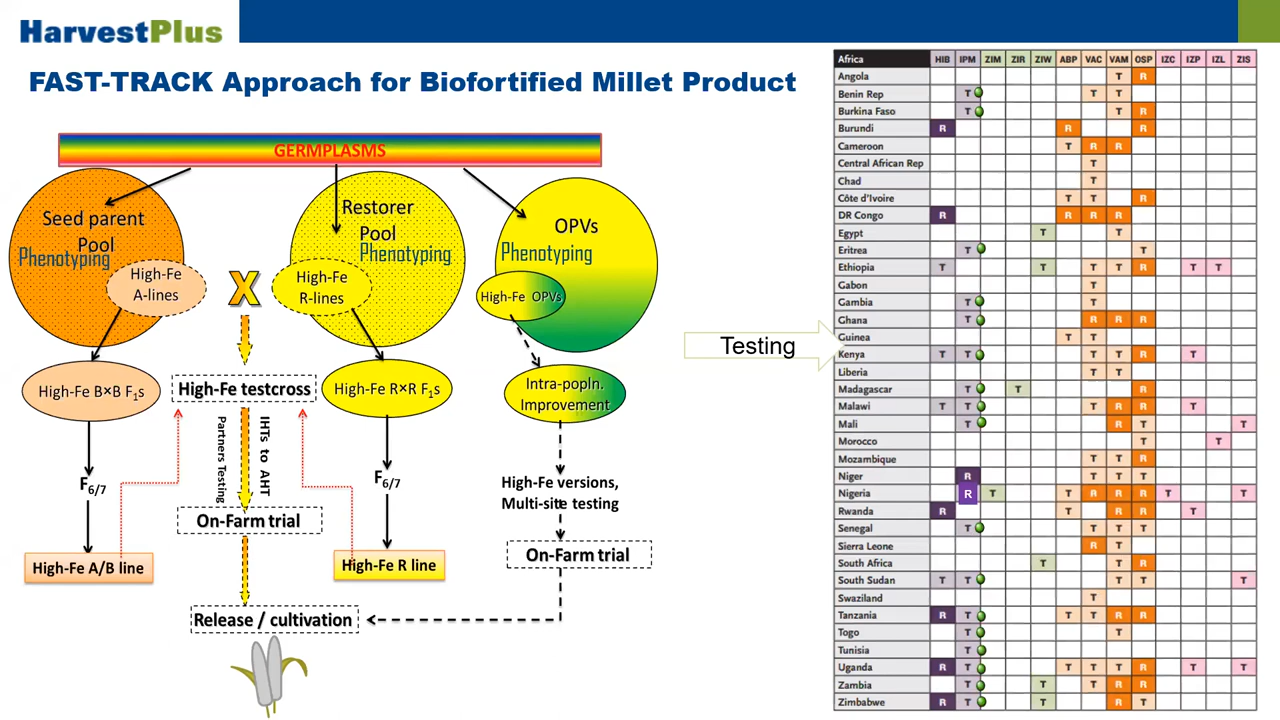 HarvestPlus
FAST-TRACK Approach for Biofortified Millet Product
GERMPLASMS
Seed parent
Pool
Phenotyping
High-Fe
A-lines
X
Restorer
Pool
Phenotyping
High-Fe
R-lines
OPVs
Phenotyping
High-Fe OPVs
High-Fe B×B F1s
High-Fe testcross
High-Fe R×R F1s
Intra-popln.
Improvement
IHTs to AHT
Partners Testing
F6/7
F6/7
High-Fe versions,
Multi-site testing
On-Farm trial
On-Farm trial
High-Fe A/B line
High-Fe R line
Release / cultivation
Testing
Africa HIB IPM ZIM ZIR ZIW ABP VAC VAM OSP IZC IZP IZL ZIS
Angola T R
Benin Rep T T T
Burkina Faso T T R
Burundi R R R
Cameroon T R R
Central African Rep T
Chad T
Côte d'Ivoire T T R
DR Congo R R R R
Egypt T T
Eritrea T T
Ethiopia T T T T R T T
Gabon T
Gambia T T
Ghana T R R R
Guinea T T
Kenya T T T T R T
Liberia T T
Madagascar T T R
Malawi T T T R R T
Mali T R T T
Morocco T T
Mozambique T T R
Niger R T T T
Nigeria R T T R R R T T
Rwanda R T R R T
Senegal T T T T
Sierra Leone R T
South Africa T T R
South Sudan T T T T T
Swaziland T
Tanzania R T T T R R
Togo T T
Tunisia T
Uganda R T T T T R T T
Zambia T T T R R
Zimbabwe R T T R T